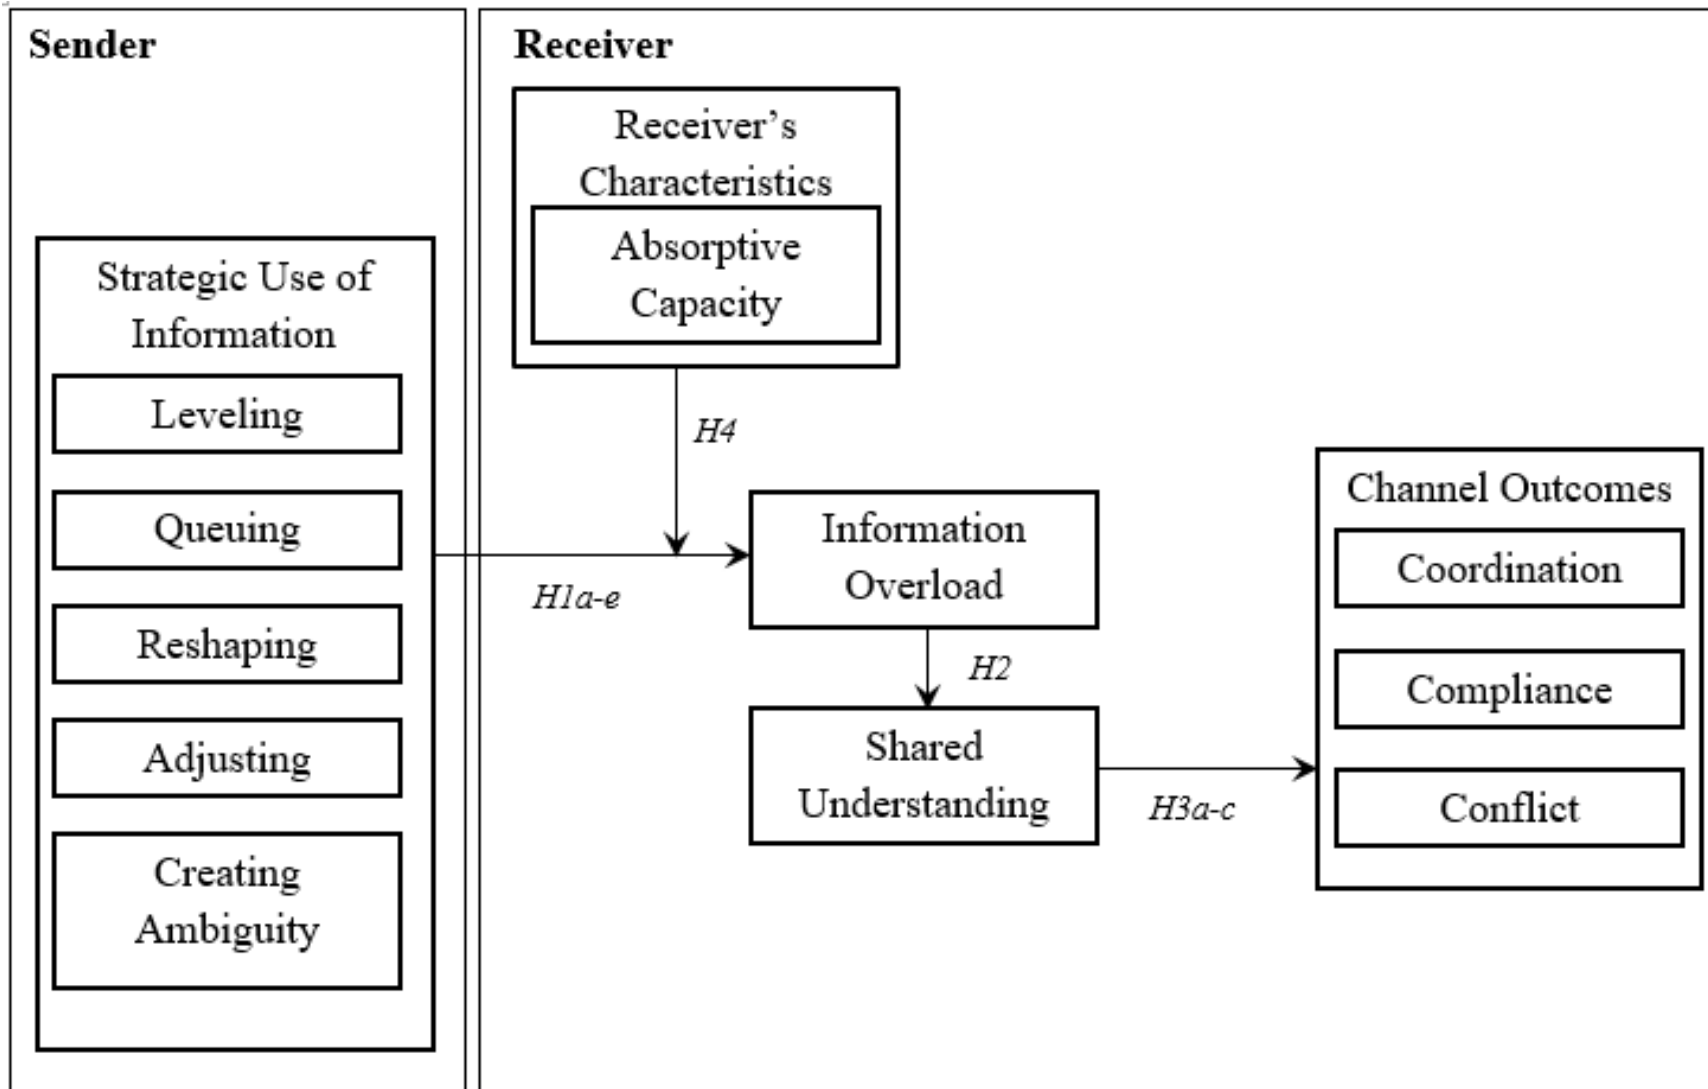 Sender
Strategic Use of
Information
Leveling
Queuing
Reshaping
Adjusting
Creating
Ambiguity
Receiver
Receiver’s
Characteristics
Absorptive
Capacity
H4
H1a-e
Information
Overload
H2
Shared
Understanding
H3a-c
Channel Outcomes
Coordination
Compliance
Conflict